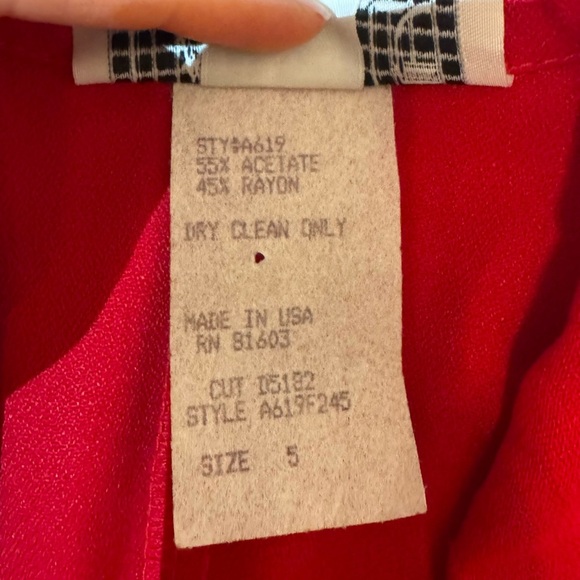 STY#A619
55% ACETATE
45% RAYON
DRY CLEAN ONLY
MADE IN USA
RN 81603
CUT D5182
STYLE A619F245
SIZE 5